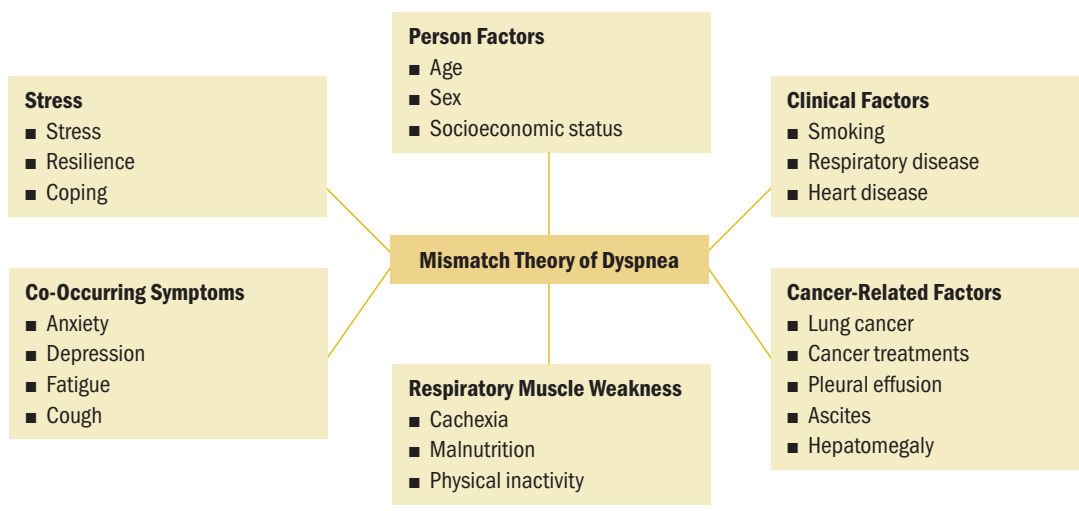 Person Factors
■ Age
■ Sex
■ Socioeconomic status
Stress
■ Stress
■ Resilience
■ Coping
Clinical Factors
■ Smoking
■ Respiratory disease
■ Heart disease
Mismatch Theory of Dyspnea
Co-Occurring Symptoms
■ Anxiety
■ Depression
■ Fatigue
■ Cough
Respiratory Muscle Weakness
■ Cachexia
■ Malnutrition
■ Physical inactivity
Cancer-Related Factors
■ Lung cancer
■ Cancer treatments
■ Pleural effusion
■ Ascites
■ Hepatomegaly